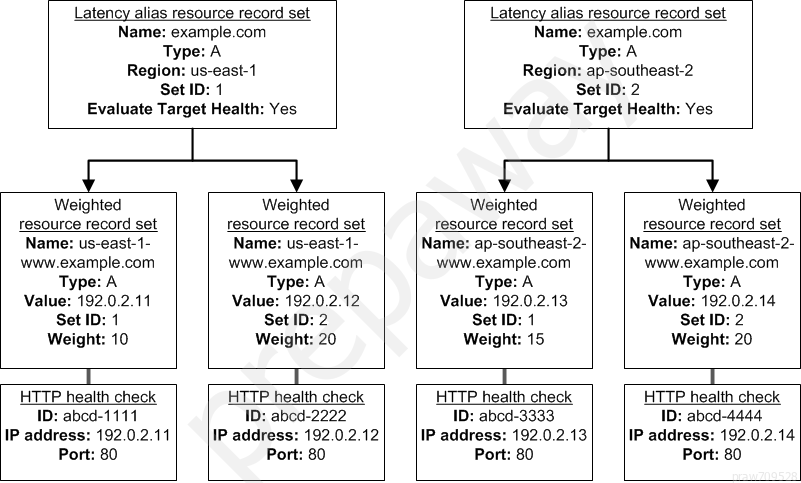 Latency alias resource record set
Name: example.com
Type: A
Region: us-east-1
Set ID: 1
Evaluate Target Health: Yes
Latency alias resource record set
Name: example.com
Type: A
Region: ap-southeast-2
Set ID: 2
Evaluate Target Health: Yes
Weighted
resource record set
Name: us-east-1-
www.example.com
Type: A
Value: 192.0.2.11
Set ID: 1
Weight: 10
Weighted
resource record set
Name: us-east-1-
www.example.com
Type: A
Value: 192.0.2.12
Set ID: 2
Weight: 20
Weighted
resource record set
Name: ap-southeast-2-
www.example.com
Type: A
Value: 192.0.2.13
Set ID: 1
Weight: 15
Weighted
resource record set
Name: ap-southeast-2-
www.example.com
Type: A
Value: 192.0.2.14
Set ID: 2
Weight: 20
HTTP health check
ID: abcd-1111
IP address: 192.0.2.11
Port: 80
HTTP health check
ID: abcd-2222
IP address: 192.0.2.12
Port: 80
HTTP health check
ID: abcd-3333
IP address: 192.0.2.13
Port: 80
HTTP health check
ID: abcd-4444
IP address: 192.0.2.14
Port: 80
prepaway